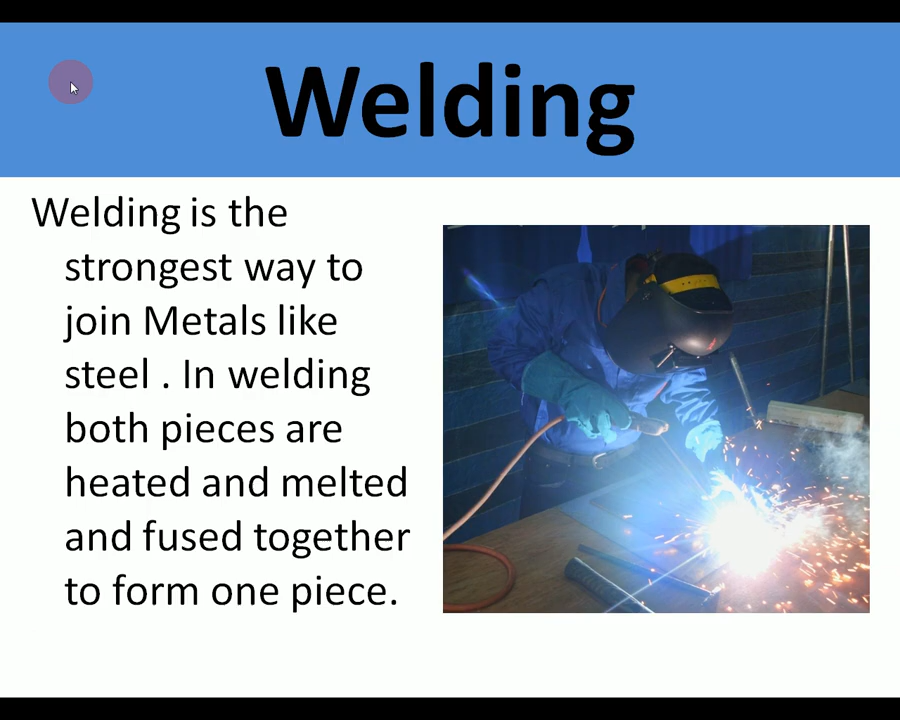 Welding
Welding is the
strongest way to
join Metals like
steel . In welding
both pieces are
heated and melted
and fused together
to form one piece.